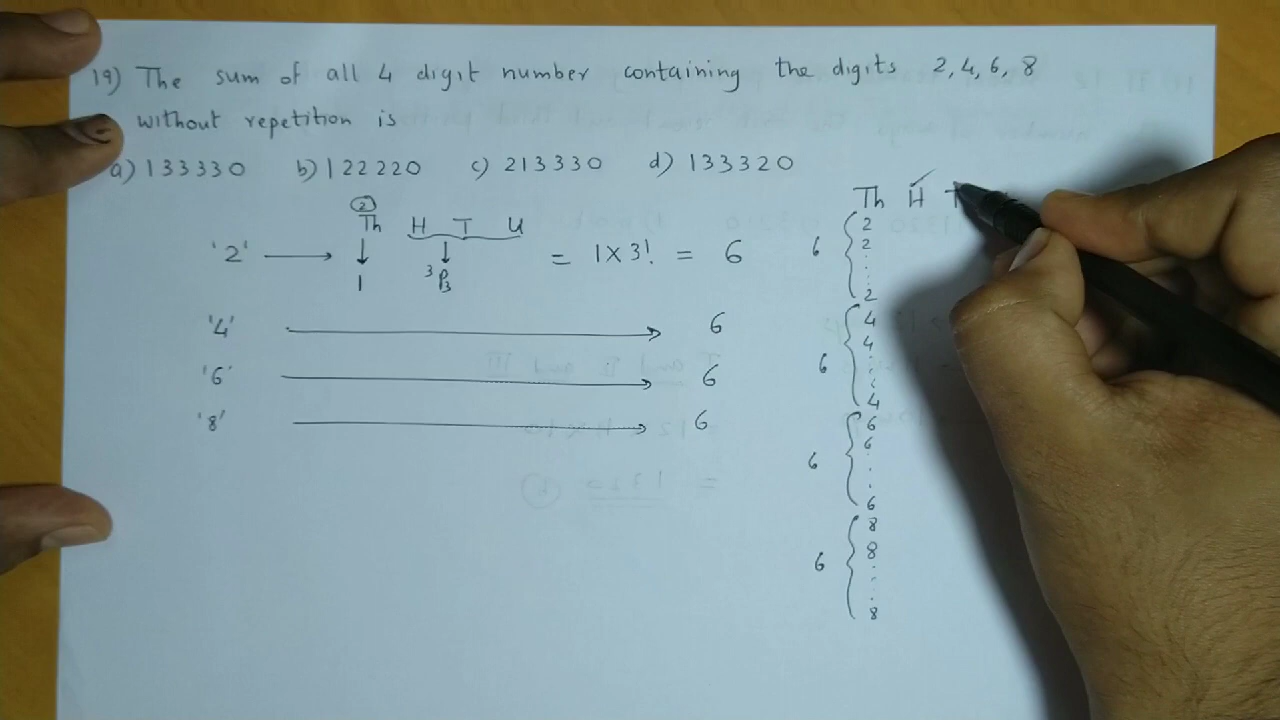 19) The sum of all 4 digit number containing the digits 2, 4, 6, 8
without repetition is
a) 133330 b) 122220 c) 213330 d) 133320
2
Th H T U
'2' → ↓ ↓ = 1 x 3! = 6
1 ³P₃
'4' → 6
'6' → 6
'8' → 6
Th H T
6 { 2
2
.
.
2
6 { 4
4
.
.
4
6 { 6
6
.
.
6
6 { 8
8
.
.
8